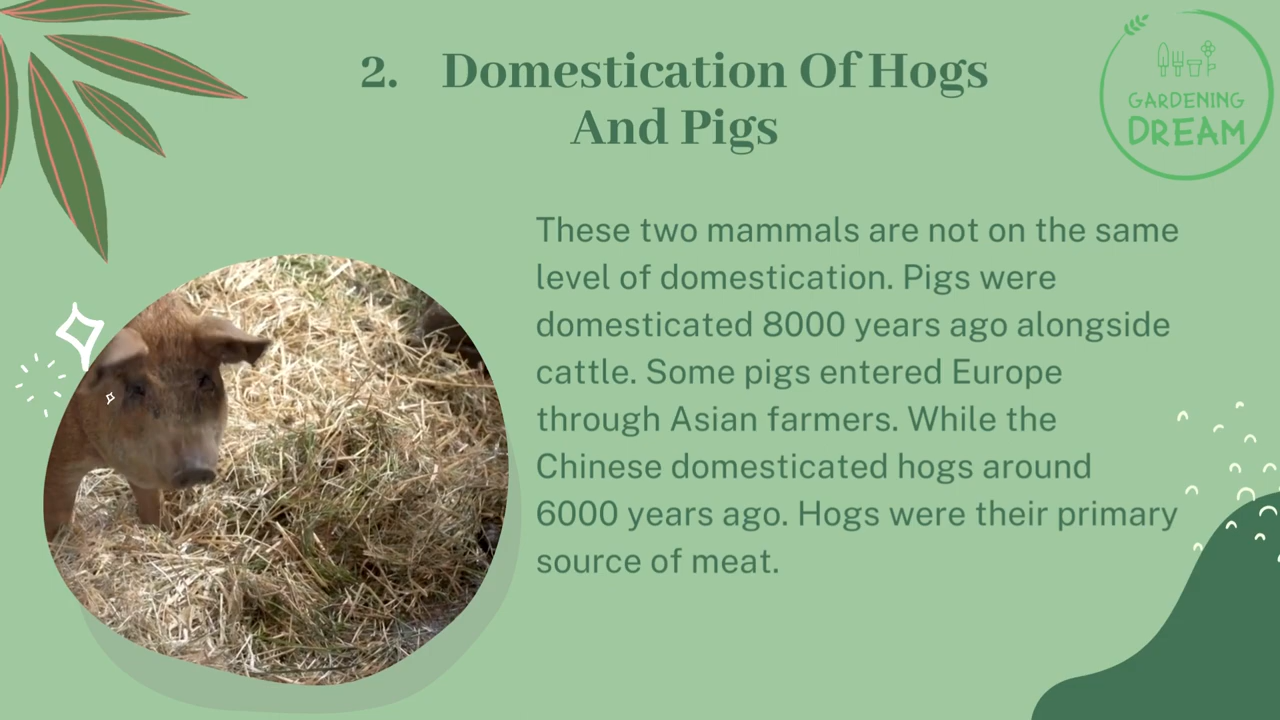 2. Domestication Of Hogs
And Pigs
GARDENING
DREAM
These two mammals are not on the same
level of domestication. Pigs were
domesticated 8000 years ago alongside
cattle. Some pigs entered Europe
through Asian farmers. While the
Chinese domesticated hogs around
6000 years ago. Hogs were their primary
source of meat.